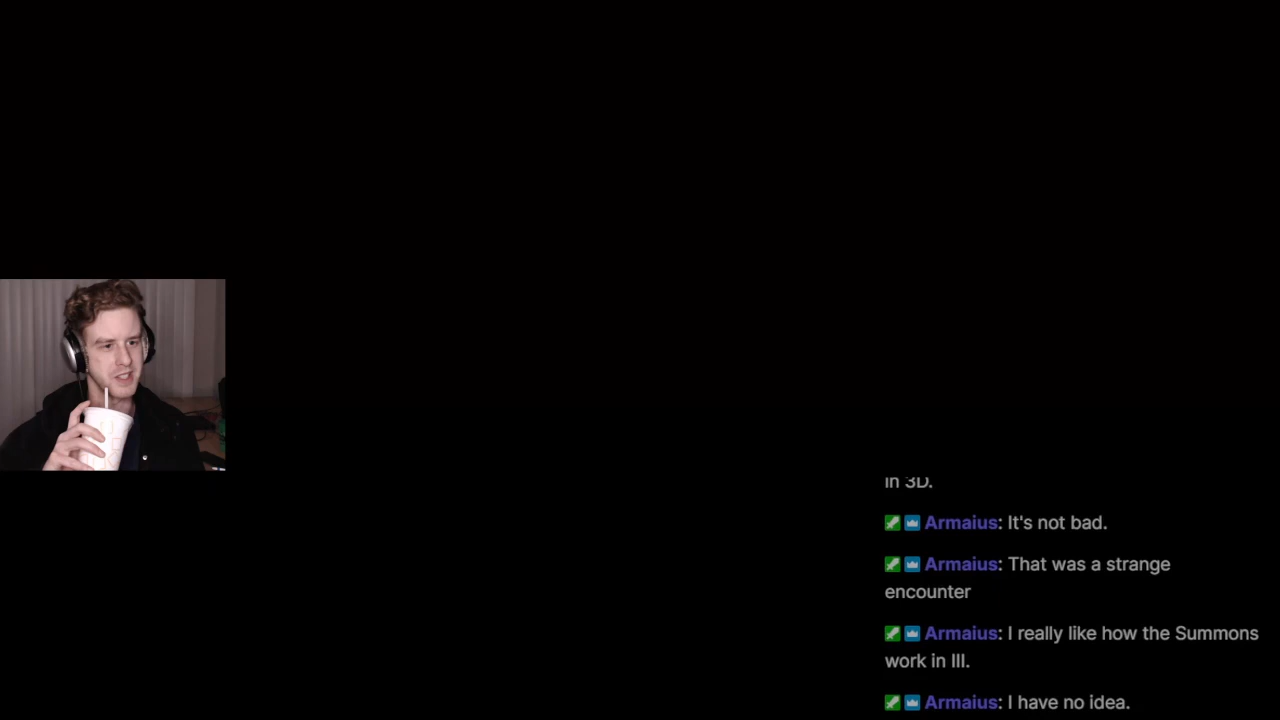 in 3D.
Armaius: It's not bad.
Armaius: That was a strange
encounter
Armaius: I really like how the Summons
work in III.
Armaius: I have no idea.